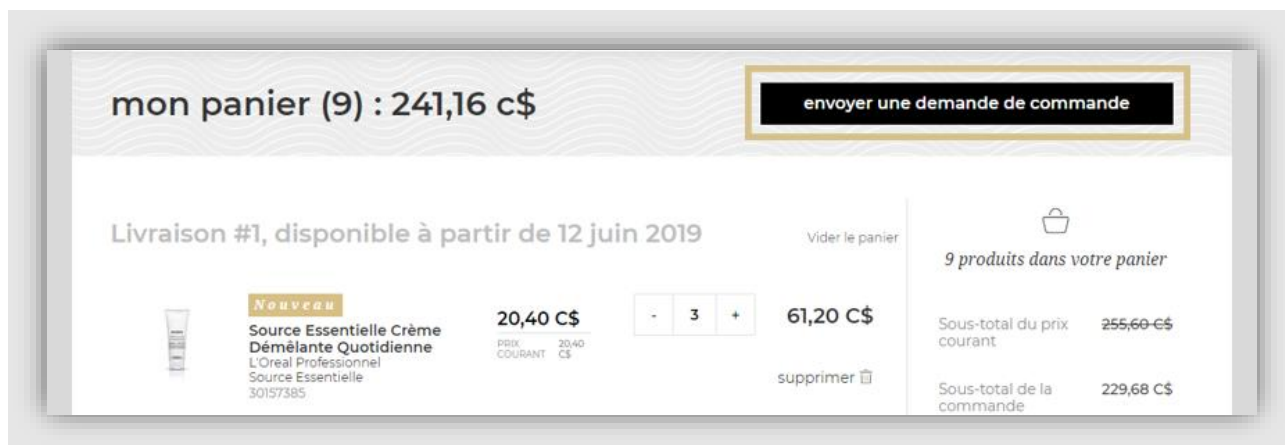 mon panier (9) : 241,16 c$
envoyer une demande de commande
Livraison #1, disponible à partir de 12 juin 2019
Vider le panier
9 produits dans votre panier
Nouveau
Source Essentielle Crème
Démêlante Quotidienne
L'Oreal Professionnel
Source Essentielle
30157385
20,40 C$
PRIX COURANT 20,40 C$
- 3 +
61,20 C$
supprimer
Sous-total du prix courant 255,60 C$
Sous-total de la commande 229,68 C$